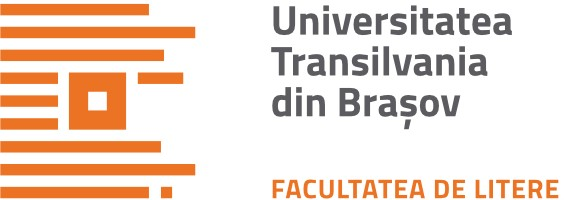 Universitatea
Transilvania
din Brașov
FACULTATEA DE LITERE